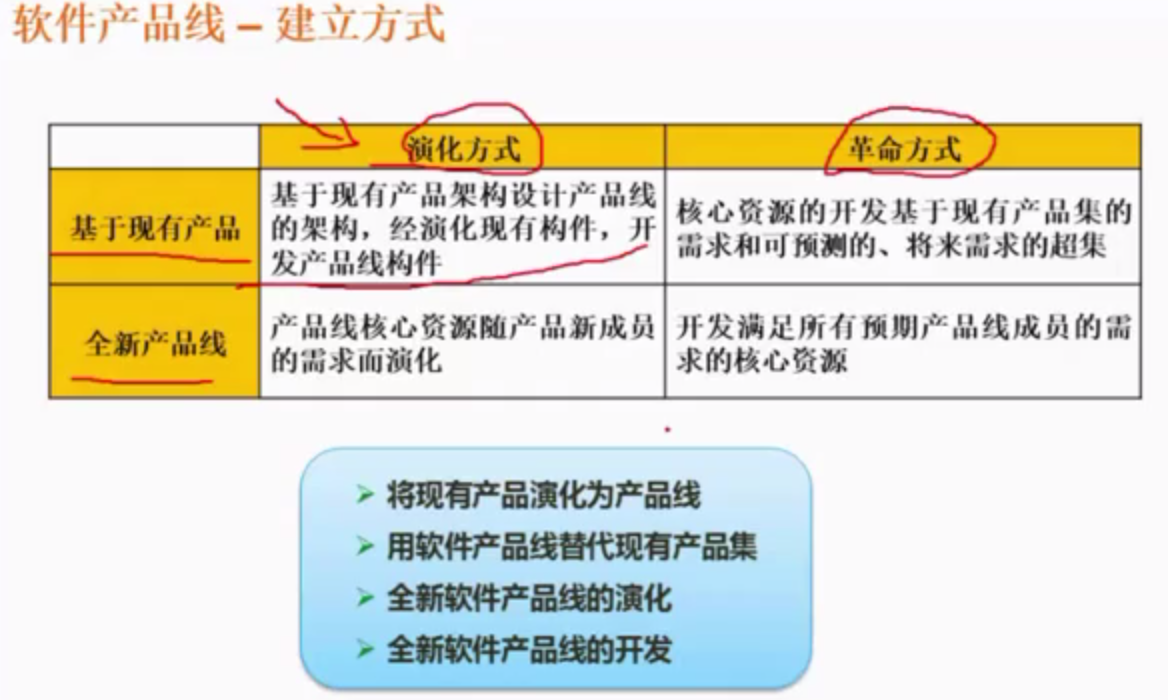 软件产品线 – 建立方式
演化方式
革命方式
基于现有产品
基于现有产品架构设计产品线
的架构，经演化现有构件，开
发产品线构件
核心资源的开发基于现有产品集的
需求和可预测的、将来需求的超集
全新产品线
产品线核心资源随产品新成员
的需求而演化
开发满足所有预期产品线成员的需
求的核心资源
将现有产品演化为产品线
用软件产品线替代现有产品集
全新软件产品线的演化
全新软件产品线的开发